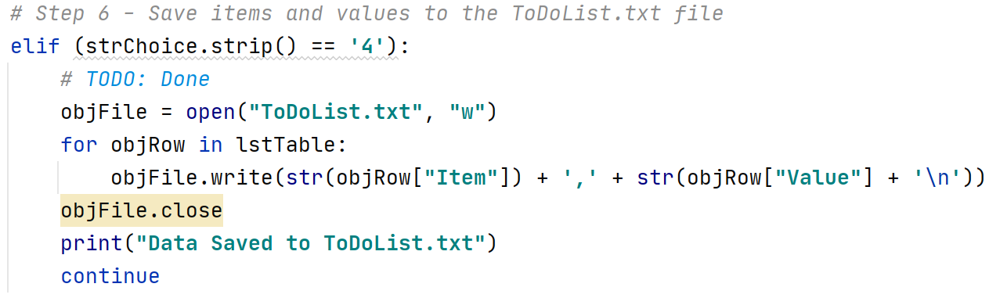 # Step 6 - Save items and values to the ToDoList.txt file
elif (strChoice.strip() == '4'):
# TODO: Done
objFile = open("ToDoList.txt", "w")
for objRow in lstTable:
objFile.write(str(objRow["Item"]) + ',' + str(objRow["Value"] + '\n'))
objFile.close
print("Data Saved to ToDoList.txt")
continue